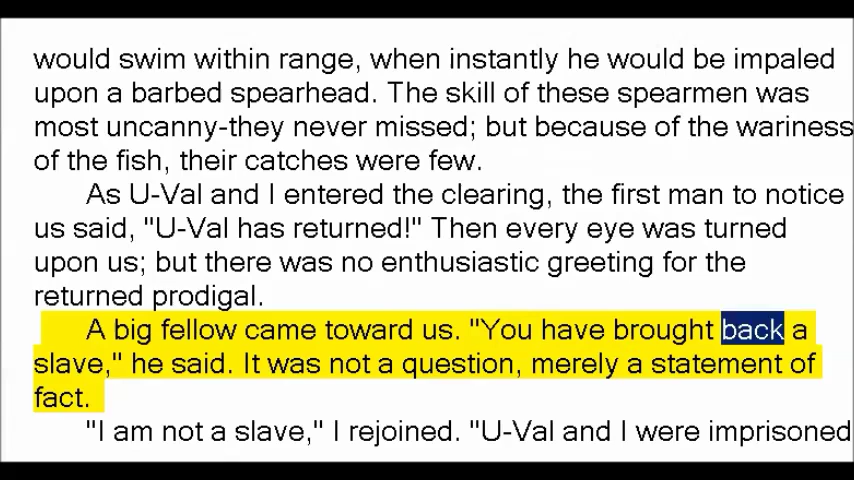 would swim within range, when instantly he would be impaled
upon a barbed spearhead. The skill of these spearmen was
most uncanny-they never missed; but because of the wariness
of the fish, their catches were few.
As U-Val and I entered the clearing, the first man to notice
us said, "U-Val has returned!" Then every eye was turned
upon us; but there was no enthusiastic greeting for the
returned prodigal.
A big fellow came toward us. "You have brought back a
slave," he said. It was not a question, merely a statement of
fact.
"I am not a slave," I rejoined. "U-Val and I were imprisoned